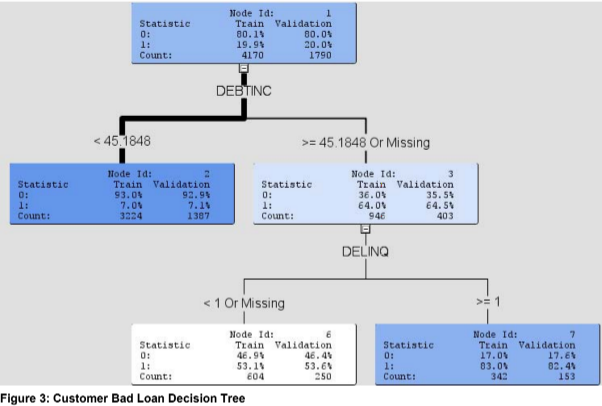 Node Id: 1
Statistic Train Validation
0: 80.1% 80.0%
1: 19.9% 20.0%
Count: 4170 1790
DEBTINC
< 45.1848
>= 45.1848 Or Missing
Node Id: 2
Statistic Train Validation
0: 93.0% 92.9%
1: 7.0% 7.1%
Count: 3224 1387
Node Id: 3
Statistic Train Validation
0: 36.0% 35.5%
1: 64.0% 64.5%
Count: 946 403
DELINQ
< 1 Or Missing
>= 1
Node Id: 6
Statistic Train Validation
0: 46.9% 46.4%
1: 53.1% 53.6%
Count: 604 250
Node Id: 7
Statistic Train Validation
0: 17.0% 17.6%
1: 83.0% 82.4%
Count: 342 153
Figure 3: Customer Bad Loan Decision Tree